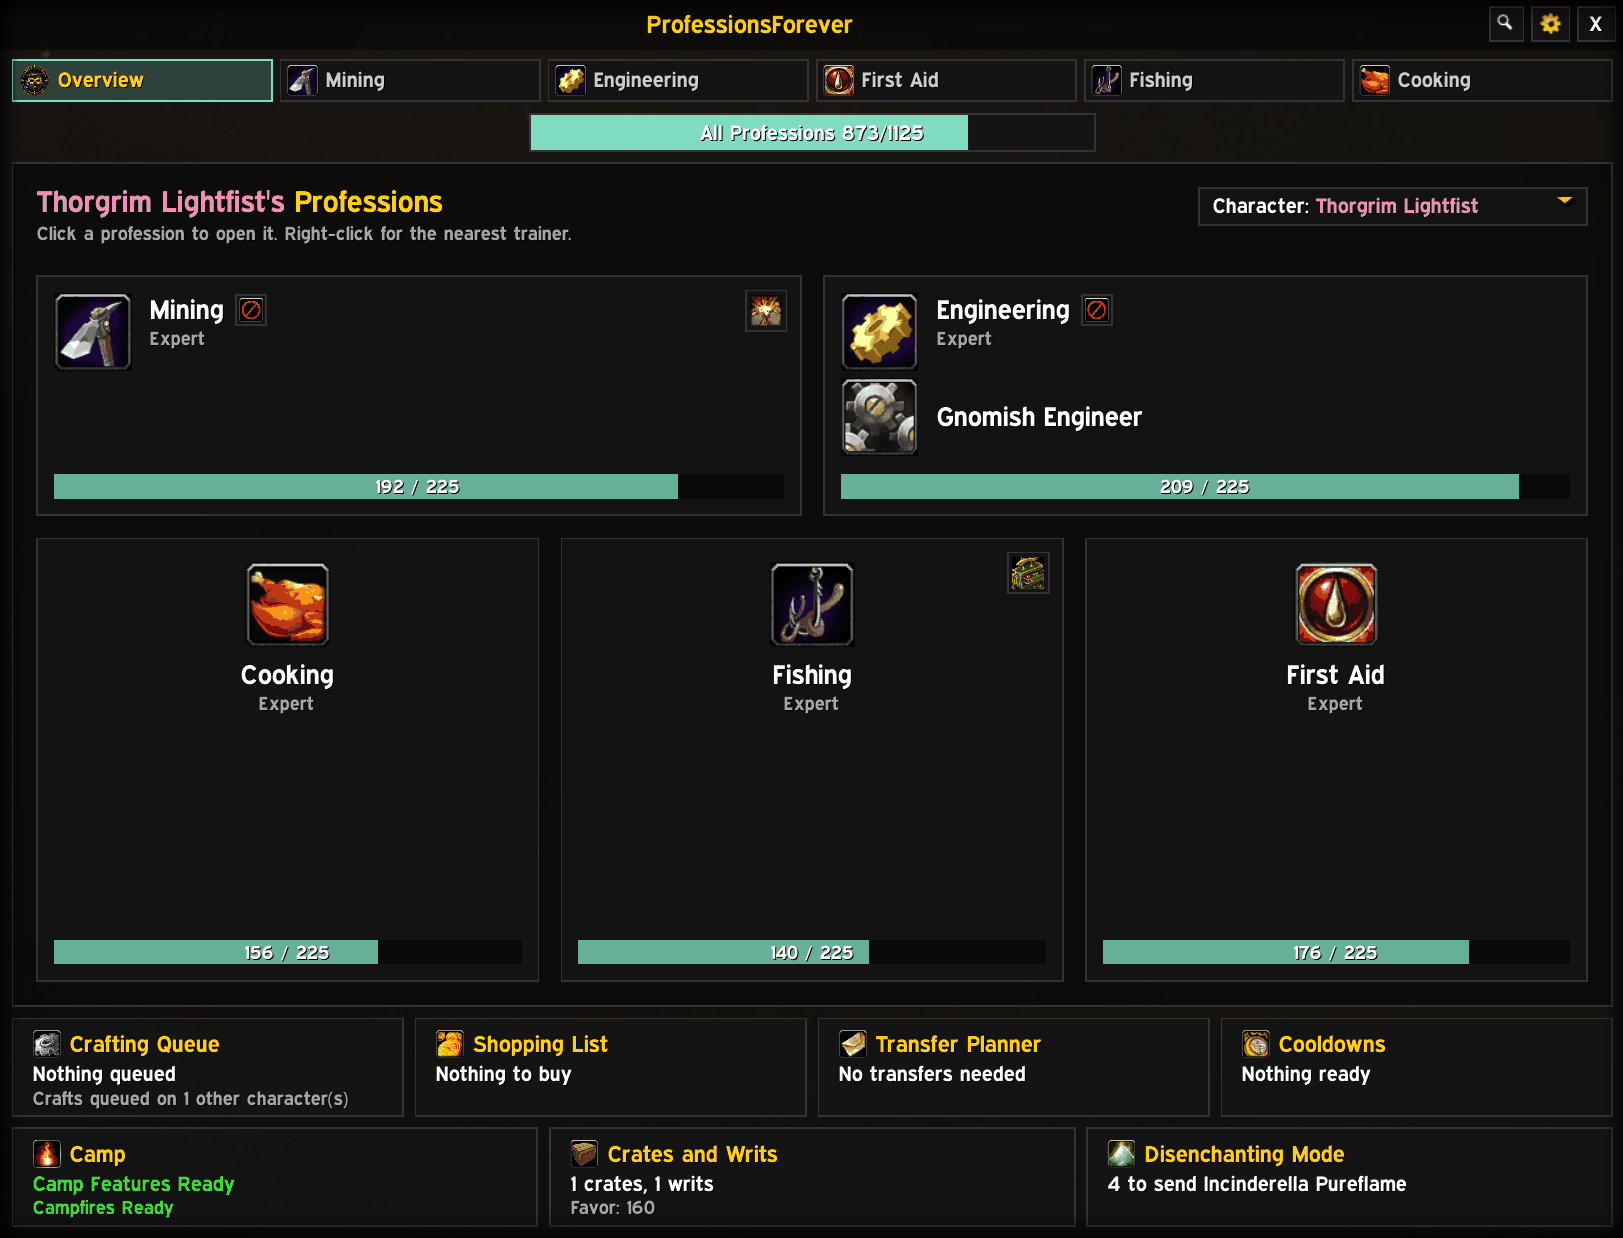 ProfessionsForever
X
Overview
Mining
Engineering
First Aid
Fishing
Cooking
All Professions 873/1125
Thorgrim Lightfist's Professions
Character: Thorgrim Lightfist
Click a profession to open it. Right-click for the nearest trainer.
Mining
Expert
192 / 225
Engineering
Expert
Gnomish Engineer
209 / 225
Cooking
Expert
156 / 225
Fishing
Expert
140 / 225
First Aid
Expert
176 / 225
Crafting Queue
Nothing queued
Crafts queued on 1 other character(s)
Shopping List
Nothing to buy
Transfer Planner
No transfers needed
Cooldowns
Nothing ready
Camp
Camp Features Ready
Campfires Ready
Crates and Writs
1 crates, 1 writs
Favor: 160
Disenchanting Mode
4 to send Incinderella Pureflame